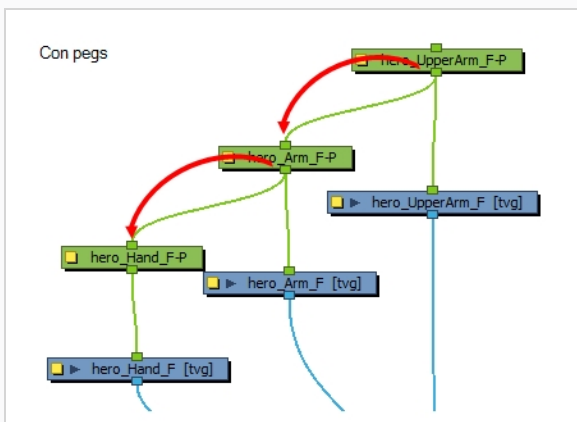 Con pegs
hero_UpperArm_F-P
hero_Arm_F-P
hero_UpperArm_F [tvg]
hero_Hand_F-P
hero_Arm_F [tvg]
hero_Hand_F [tvg]